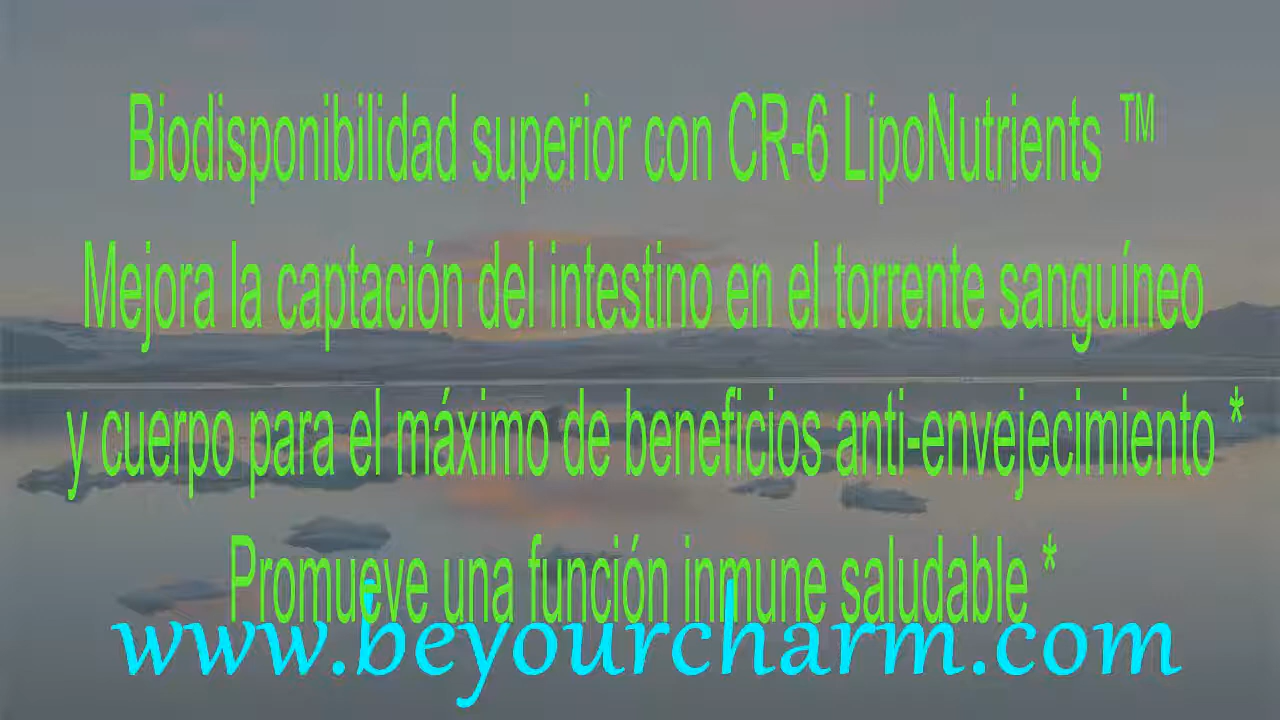 Biodisponibilidad superior con CR-6 LipoNutrients ™
Mejora la captación del intestino en el torrente sanguíneo
y cuerpo para el máximo de beneficios anti-envejecimiento *
Promueve una función inmune saludable *
www.beyourcharm.com